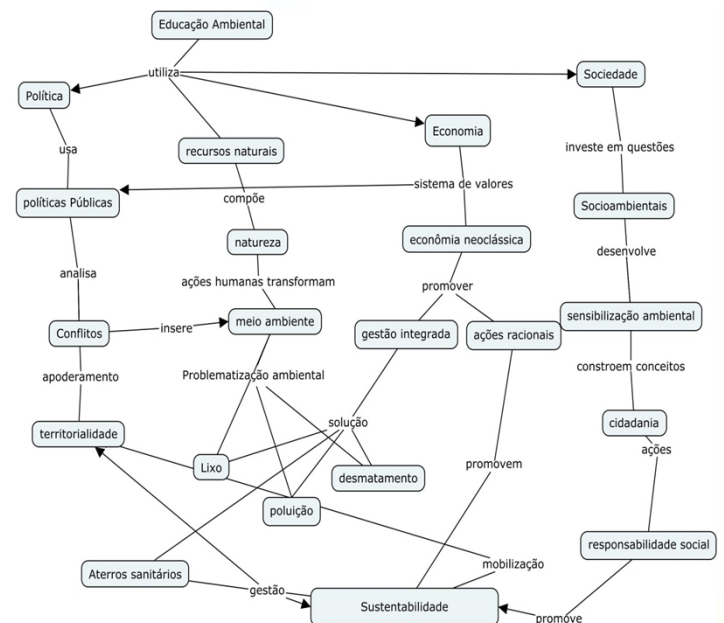 Educação Ambiental
utiliza
Sociedade
Política
Economia
usa
recursos naturais
investe em questões
políticas Públicas
compõe
sistema de valores
Socioambientais
natureza
econômia neoclássica
desenvolve
analisa
ações humanas transformam
promover
Conflitos
insere
meio ambiente
gestão integrada
ações racionais
sensibilização ambiental
apoderamento
Problematização ambiental
constroem conceitos
territorialidade
solução
cidadania
ações
Lixo
desmatamento
promovem
poluição
responsabilidade social
Aterros sanitários
mobilização
gestão
Sustentabilidade
promove